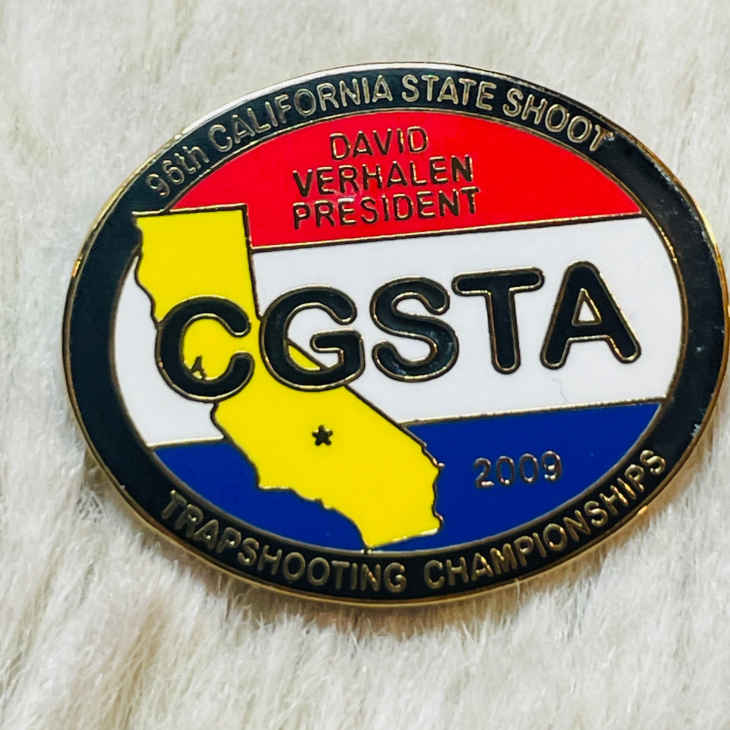 96th CALIFORNIA STATE SHOOT
DAVID
VERHALEN
PRESIDENT
CGSTA
2009
TRAPSHOOTING CHAMPIONSHIPS